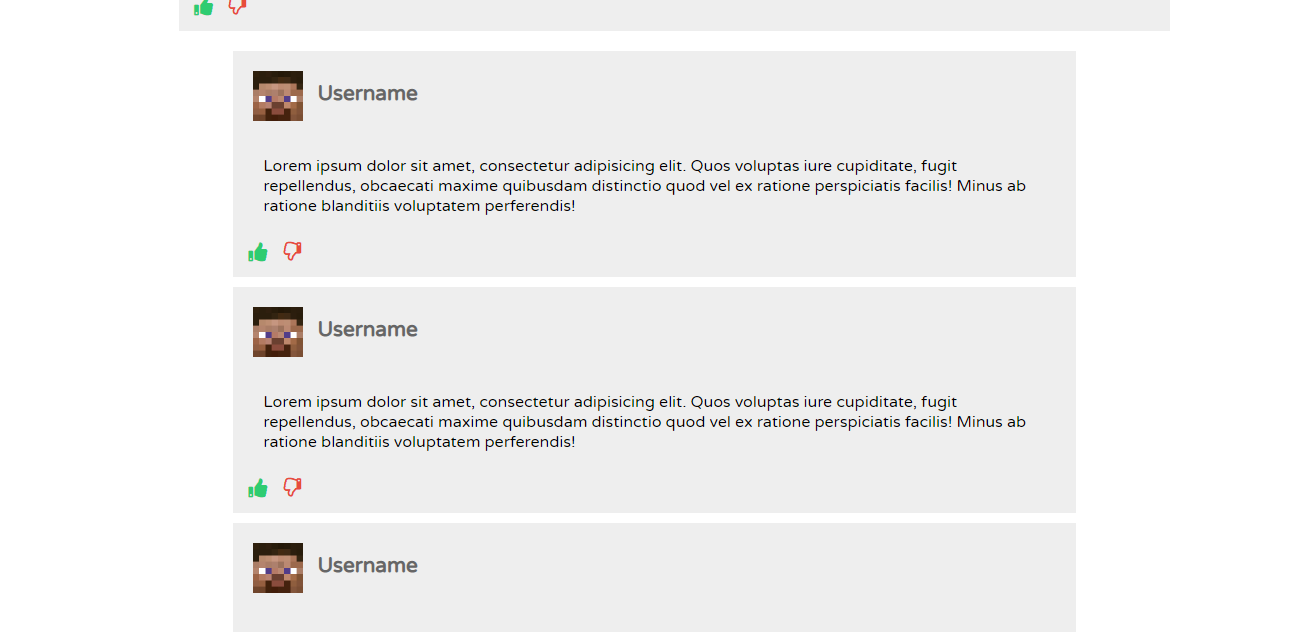 Username
Lorem ipsum dolor sit amet, consectetur adipisicing elit. Quos voluptas iure cupiditate, fugit
repellendus, obcaecati maxime quibusdam distinctio quod vel ex ratione perspiciatis facilis! Minus ab
ratione blanditiis voluptatem perferendis!
Username
Lorem ipsum dolor sit amet, consectetur adipisicing elit. Quos voluptas iure cupiditate, fugit
repellendus, obcaecati maxime quibusdam distinctio quod vel ex ratione perspiciatis facilis! Minus ab
ratione blanditiis voluptatem perferendis!
Username